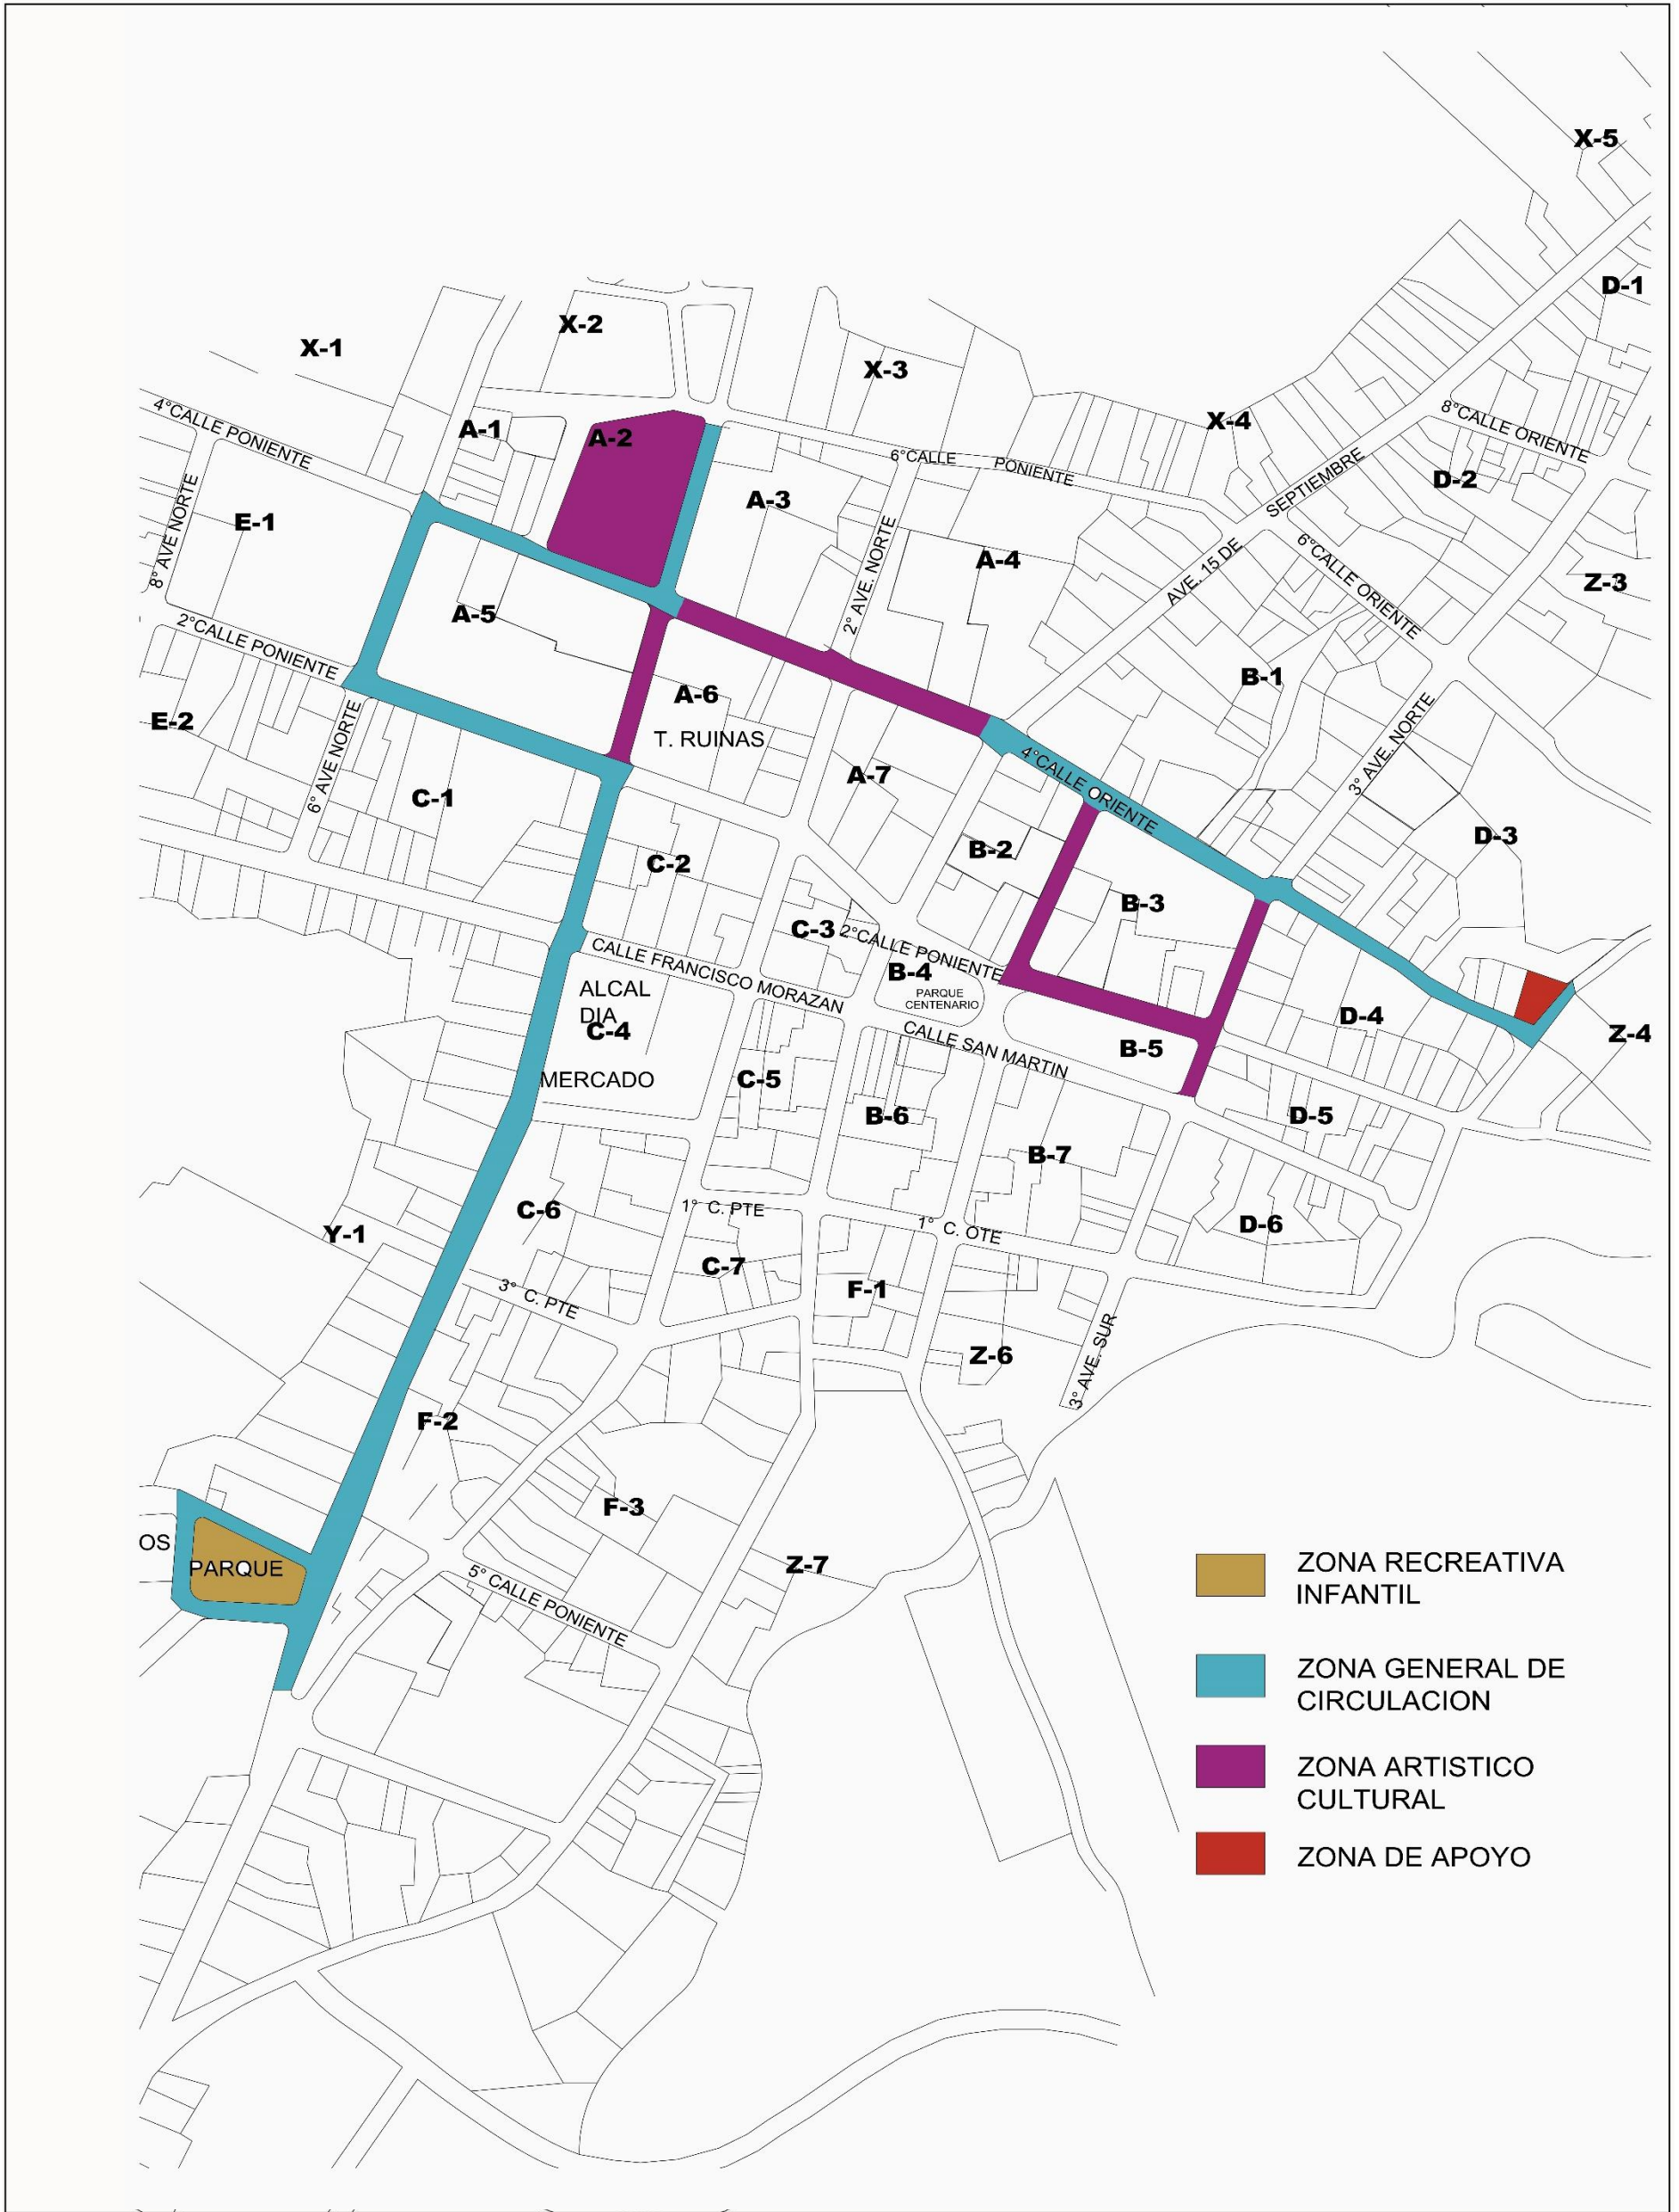 X-5
D-1
X-2
X-1
X-3
4°CALLE PONIENTE
A-1
A-2
X-4
8°CALLE ORIENTE
6°CALLE PONIENTE
SEPTIEMBRE
D-2
8° AVE NORTE
E-1
A-3
2° AVE. NORTE
A-4
AVE. 15 DE
6°CALLE ORIENTE
Z-3
A-5
2°CALLE PONIENTE
B-1
A-6
E-2
T. RUINAS
3° AVE. NORTE
6° AVE NORTE
A-7
4°CALLE ORIENTE
C-1
D-3
C-2
B-2
B-3
C-3
2°CALLE PONIENTE
CALLE FRANCISCO MORAZAN
B-4
PARQUE
CENTENARIO
ALCAL
DIA
C-4
D-4
Z-4
CALLE SAN MARTIN
B-5
MERCADO
C-5
B-6
D-5
B-7
C-6
1° C. PTE
1° C. OTE
D-6
Y-1
C-7
3° C. PTE
F-1
3° AVE. SUR
Z-6
F-2
F-3
OS
PARQUE
Z-7
5° CALLE PONIENTE
ZONA RECREATIVA
INFANTIL
ZONA GENERAL DE
CIRCULACION
ZONA ARTISTICO
CULTURAL
ZONA DE APOYO